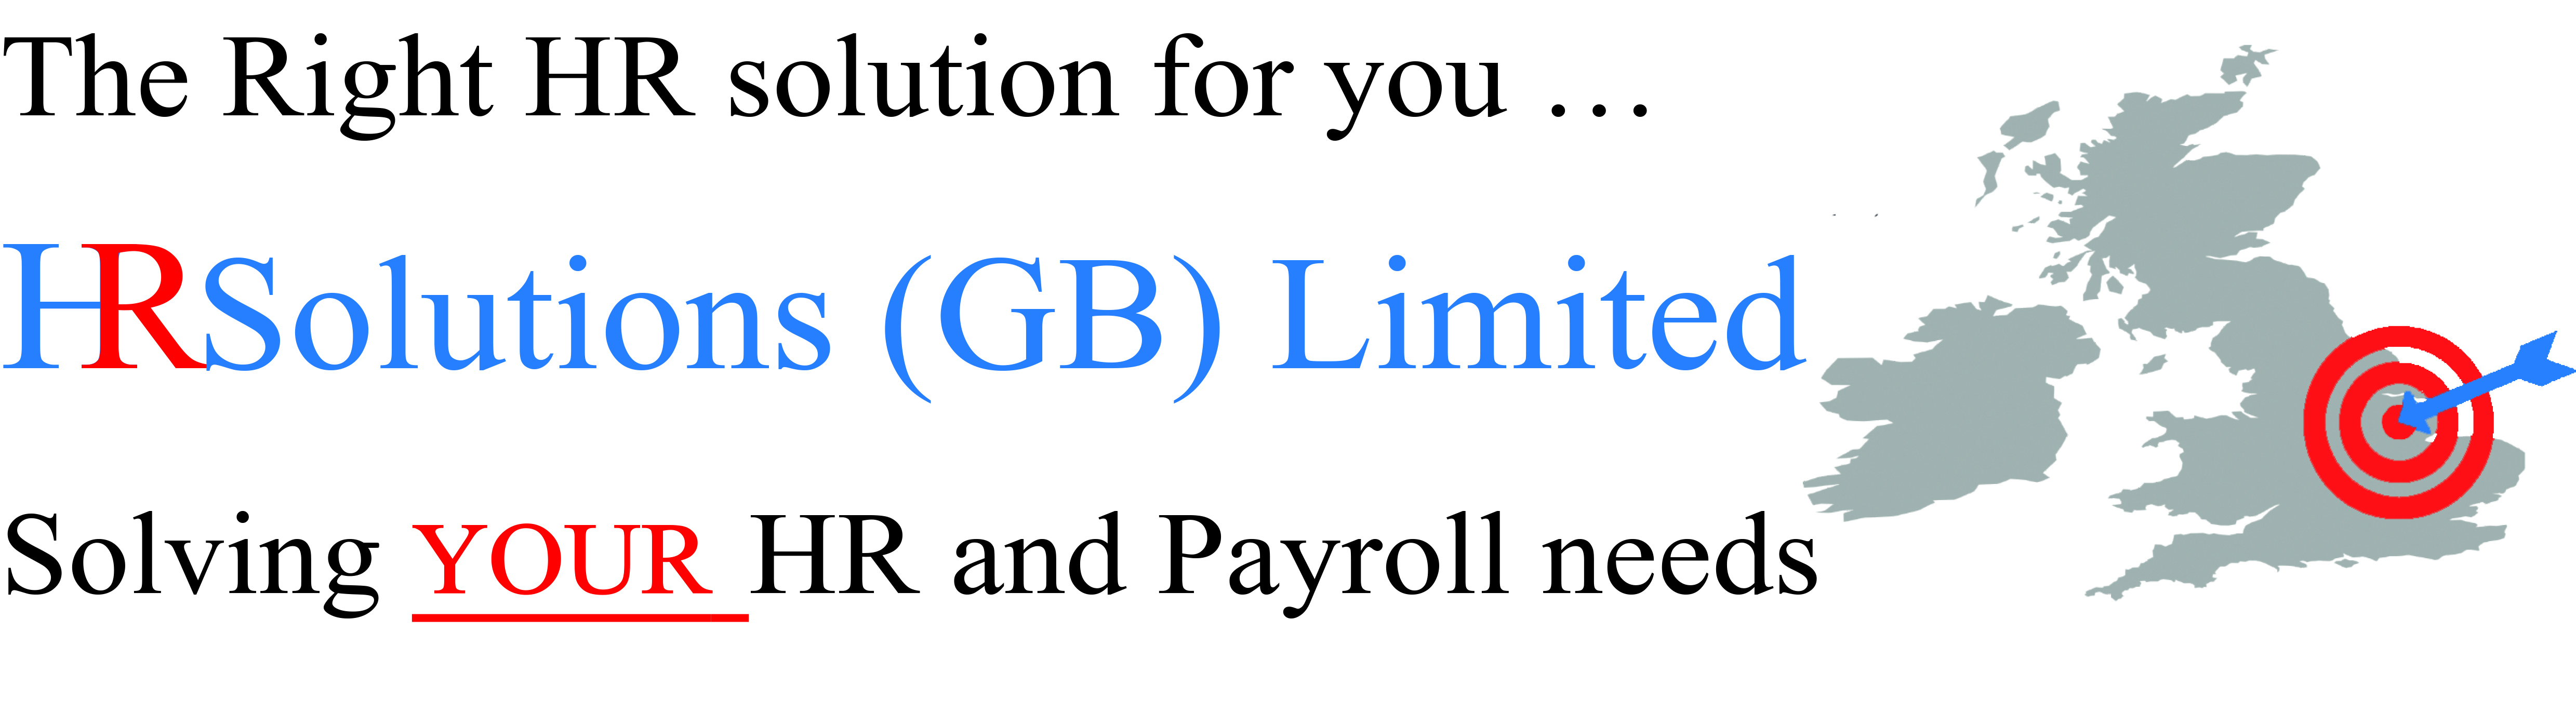 The Right HR solution for you …
HRSolutions (GB) Limited
Solving YOUR HR and Payroll needs